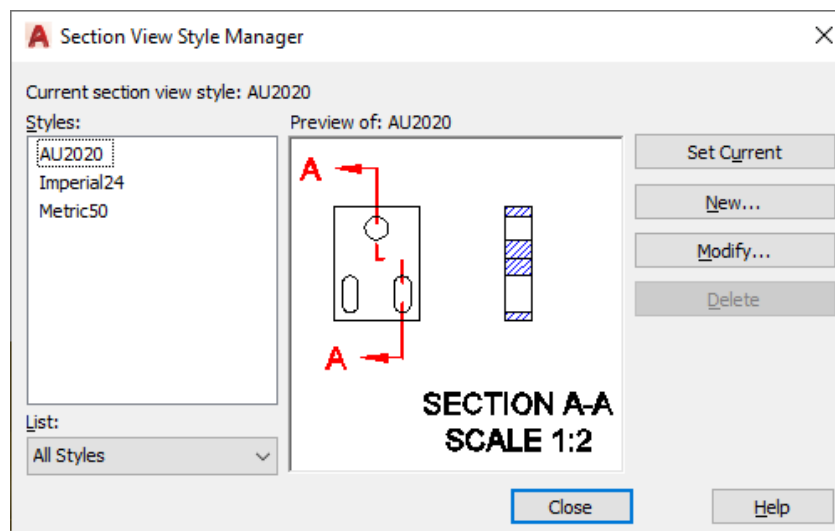 Section View Style Manager
Current section view style: AU2020
Styles:
Preview of: AU2020
AU2020
Imperial24
Metric50
A
A
SECTION A-A
SCALE 1:2
Set Current
New...
Modify...
Delete
List:
All Styles
Close
Help